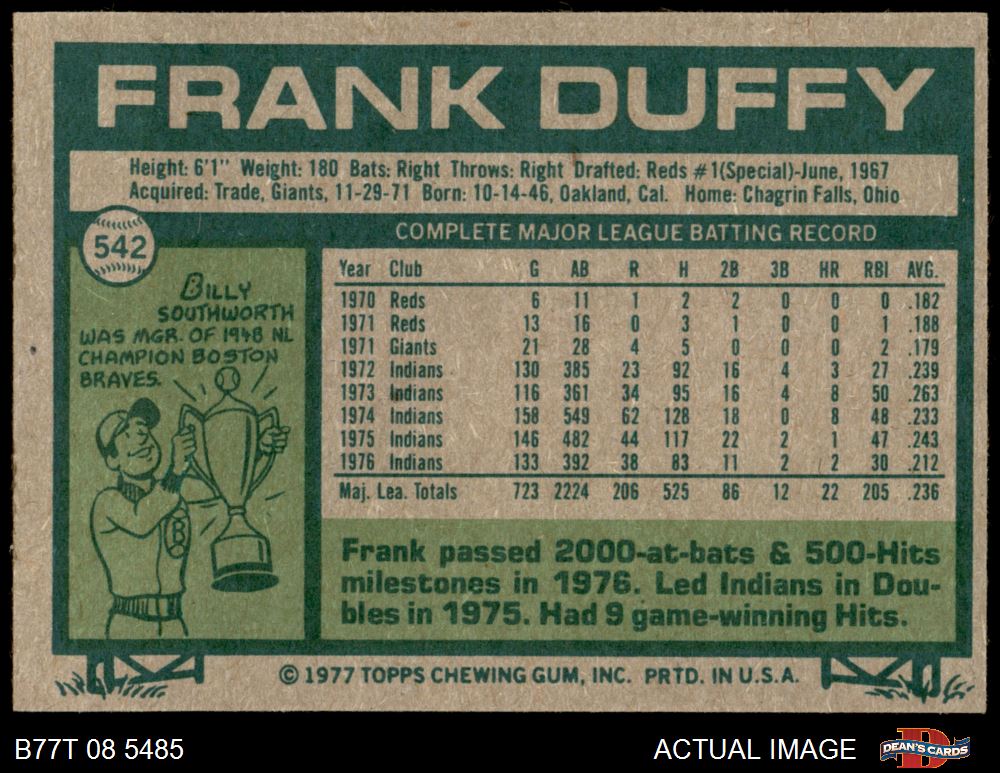 FRANK DUFFY
Height: 6'1" Weight: 180 Bats: Right Throws: Right Drafted: Reds #1(Special)-June, 1967
Acquired: Trade, Giants, 11-29-71 Born: 10-14-46, Oakland, Cal. Home: Chagrin Falls, Ohio
542
BILLY
SOUTHWORTH
WAS MGR. OF 1948 NL
CHAMPION BOSTON
BRAVES.
B
COMPLETE MAJOR LEAGUE BATTING RECORD
Year Club G AB R H 2B 3B HR RBI AVG.
1970 Reds 6 11 1 2 2 0 0 0 .182
1971 Reds 13 16 0 3 1 0 0 1 .188
1971 Giants 21 28 4 5 0 0 0 2 .179
1972 Indians 130 385 23 92 16 4 3 27 .239
1973 Indians 116 361 34 95 16 4 8 50 .263
1974 Indians 158 549 62 128 18 0 8 48 .233
1975 Indians 146 482 44 117 22 2 1 47 .243
1976 Indians 133 392 38 83 11 2 2 30 .212
Maj. Lea. Totals 723 2224 206 525 86 12 22 205 .236
Frank passed 2000-at-bats & 500-Hits
milestones in 1976. Led Indians in Dou-
bles in 1975. Had 9 game-winning Hits.
© 1977 TOPPS CHEWING GUM, INC. PRTD. IN U.S.A.
B77T 08 5485
ACTUAL IMAGE
B
DEAN'S CARDS